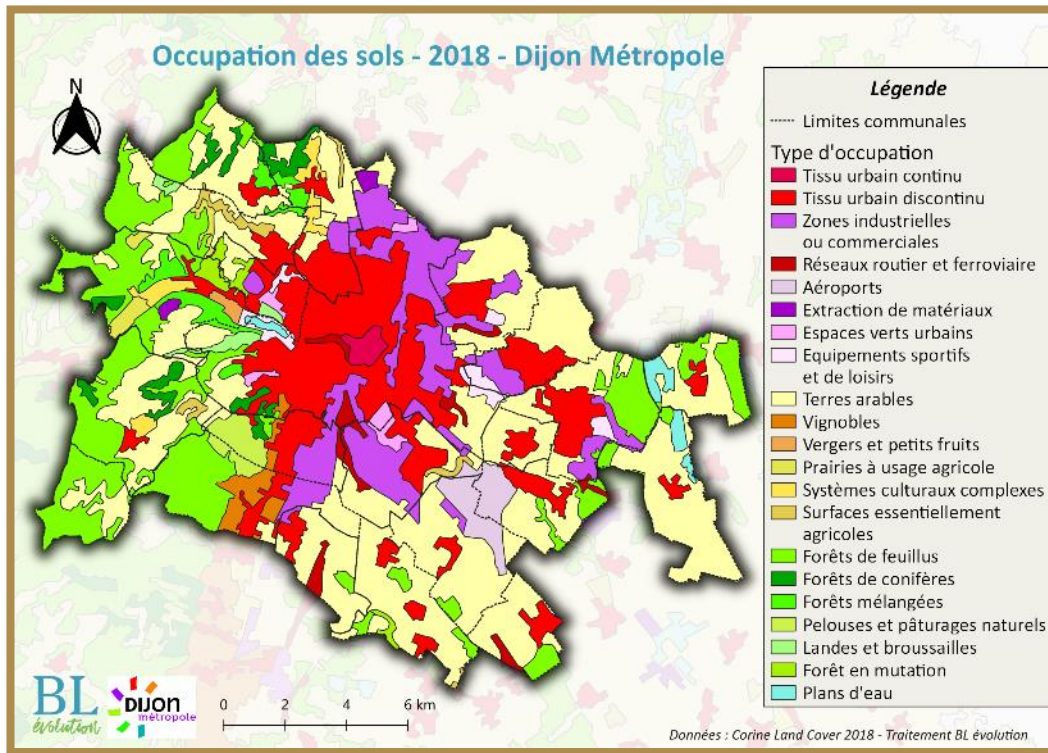 Occupation des sols - 2018 - Dijon Métropole
N
Légende
Limites communales
Type d'occupation
Tissu urbain continu
Tissu urbain discontinu
Zones industrielles
ou commerciales
Réseaux routier et ferroviaire
Aéroports
Extraction de matériaux
Espaces verts urbains
Equipements sportifs
et de loisirs
Terres arables
Vignobles
Vergers et petits fruits
Prairies à usage agricole
Systèmes culturaux complexes
Surfaces essentiellement
agricoles
Forêts de feuillus
Forêts de conifères
Forêts mélangées
Pelouses et pâturages naturels
Landes et broussailles
Forêt en mutation
Plans d'eau
BL
évolution
DIJON
métropole
0 2 4 6 km
Données : Corine Land Cover 2018 - Traitement BL évolution